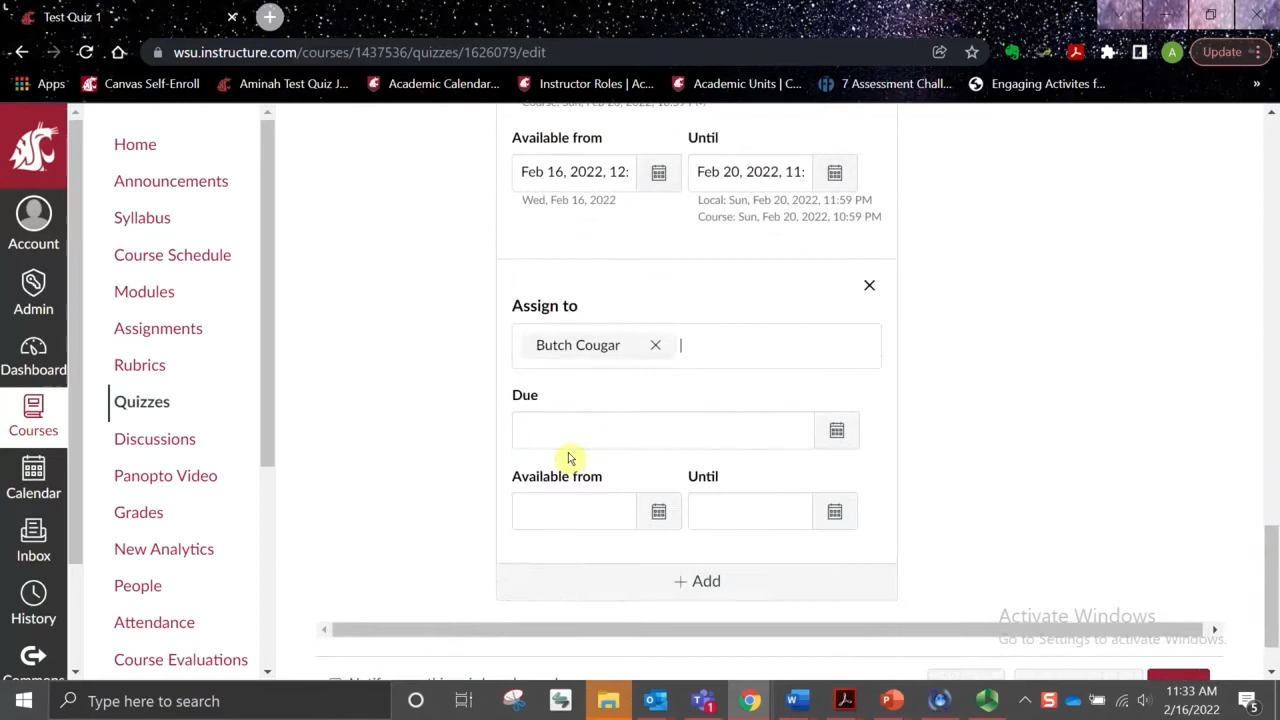 Test Quiz 1
wsu.instructure.com/courses/1437536/quizzes/1626079/edit
A
Update
Apps
Canvas Self-Enroll
Aminah Test Quiz J...
Academic Calendar...
Instructor Roles | Ac...
Academic Units | C...
7 Assessment Chall...
Engaging Activites f...
»
Account
Admin
Dashboard
Courses
Calendar
Inbox
History
Home
Announcements
Syllabus
Course Schedule
Modules
Assignments
Rubrics
Quizzes
Discussions
Panopto Video
Grades
New Analytics
People
Attendance
Course Evaluations
Available from
Until
Feb 16, 2022, 12:
Feb 20, 2022, 11:
Wed, Feb 16, 2022
Local: Sun, Feb 20, 2022, 11:59 PM
Course: Sun, Feb 20, 2022, 10:59 PM
Assign to
Butch Cougar
Due
Available from
Until
+ Add
Activate Windows
Go to Settings to activate Windows.
Type here to search
11:33 AM
2/16/2022
5